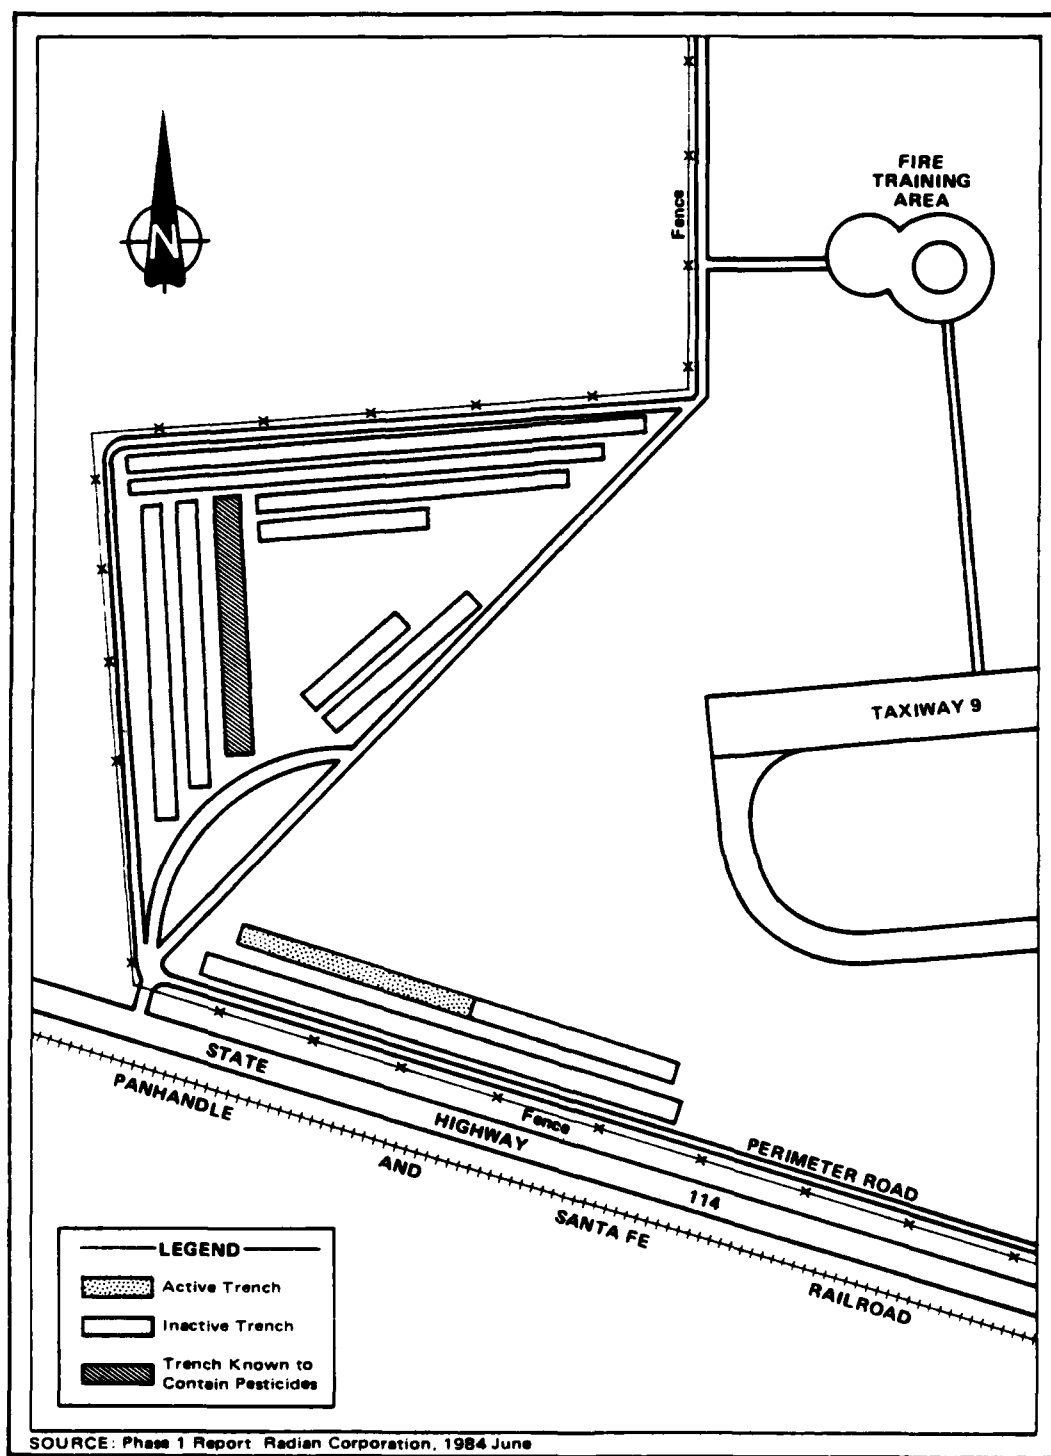 FIRE
TRAINING
AREA
Fence
N
TAXIWAY 9
STATE
HIGHWAY
114
Fence
PERIMETER ROAD
PANHANDLE
AND
SANTA FE
RAILROAD
LEGEND
Active Trench
Inactive Trench
Trench Known to
Contain Pesticides
SOURCE: Phase 1 Report Radian Corporation, 1984 June